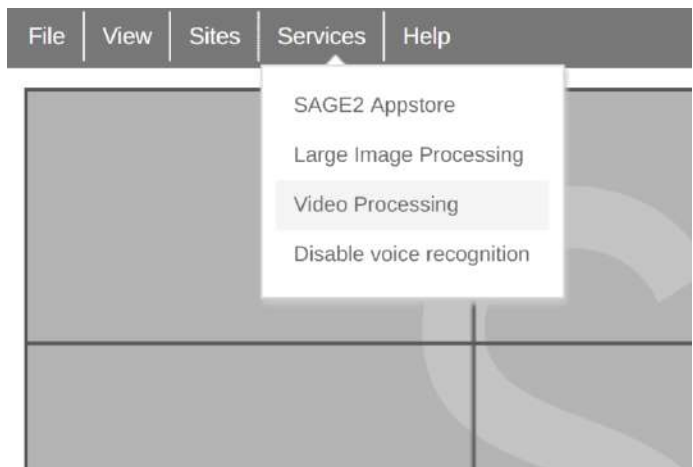 File View Sites Services Help
SAGE2 Appstore
Large Image Processing
Video Processing
Disable voice recognition